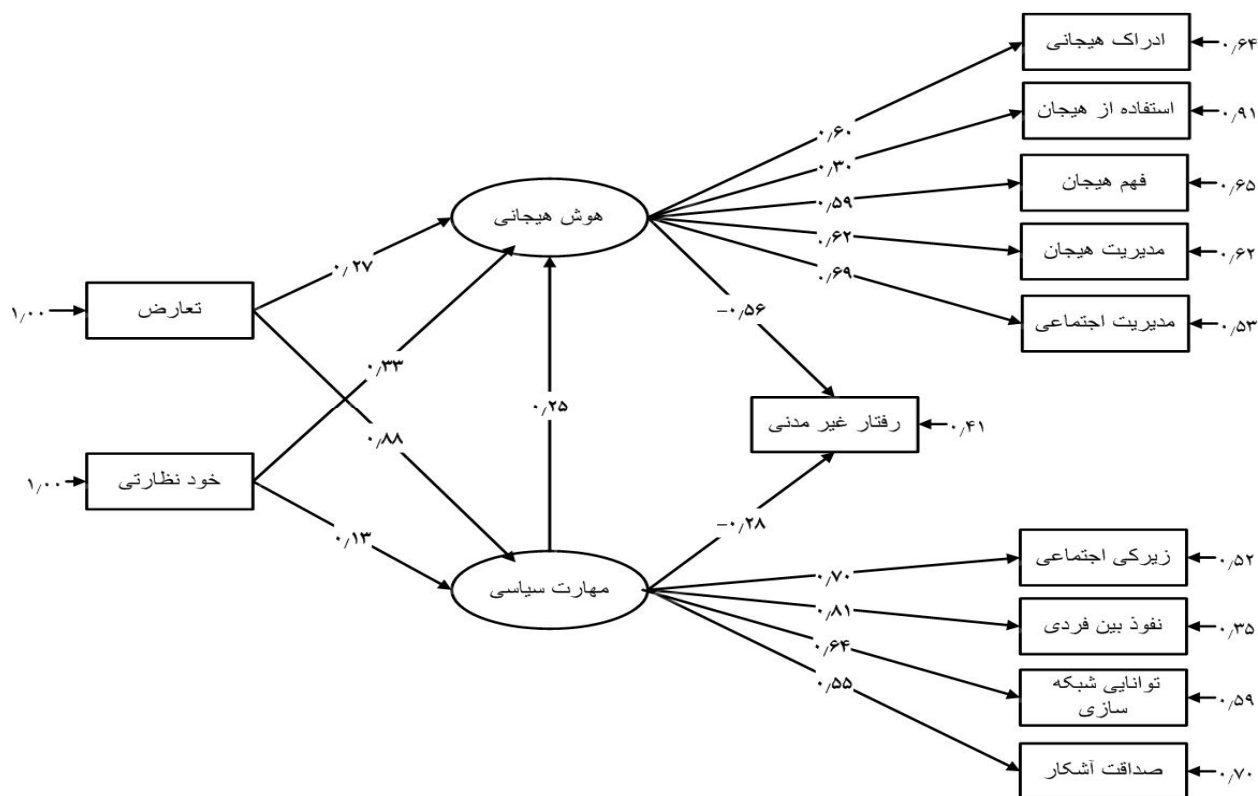 ادراک هیجانی
۰٫۶۴
استفاده از هیجان
۰٫۹۱
فهم هیجان
۰٫۶۵
مدیریت هیجان
۰٫۶۲
مدیریت اجتماعی
۰٫۵۳
۰٫۶۰
۰٫۳۰
۰٫۵۹
۰٫۶۲
۰٫۶۹
هوش هیجانی
۰٫۲۷
۱٫۰۰
تعارض
۰٫۳۳
۰٫۸۸
۰٫۲۵
−۰٫۵۶
رفتار غیر مدنی
۰٫۴۱
۱٫۰۰
خود نظارتی
۰٫۱۳
−۰٫۲۸
مهارت سیاسی
۰٫۷۰
۰٫۸۱
۰٫۶۴
۰٫۵۵
زیرکی اجتماعی
۰٫۵۲
نفوذ بین فردی
۰٫۳۵
توانایی شبکه
سازی
۰٫۵۹
صداقت آشکار
۰٫۷۰